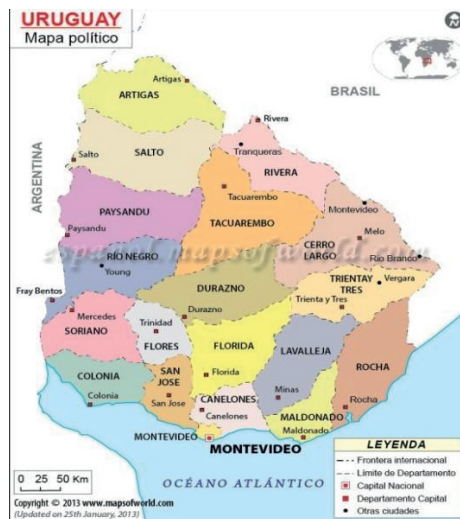 URUGUAY
Mapa político
N
BRASIL
ARGENTINA
Artigas
ARTIGAS
Rivera
Tranqueras
Salto
SALTO
RIVERA
Tacuarembo
PAYSANDU
TACUAREMBO
Montevideo
Melo
Paysandu
CERRO
LARGO
espanol.mapsofworld.com
RÍO NEGRO
Young
Rio Branco
DURAZNO
TRIENTAY
TRES
Vergara
Fray Bentos
Mercedes
Trienta y Tres
Durazno
SORIANO
Trinidad
FLORES
FLORIDA
LAVALLEJA
ROCHA
COLONIA
SAN
JOSE
Florida
Colonia
San Jose
CANELONES
Canelones
Minas
MALDONADO
Rocha
MONTEVIDEO
MONTEVIDEO
Maldonado
LEYENDA
Frontera internacional
Límite de Departamento
Capital Nacional
Departamento Capital
Otras ciudades
0 25 50 Km
OCÉANO ATLÁNTICO
Copyright © 2013 www.mapsofworld.com
(Updated on 25th January, 2013)